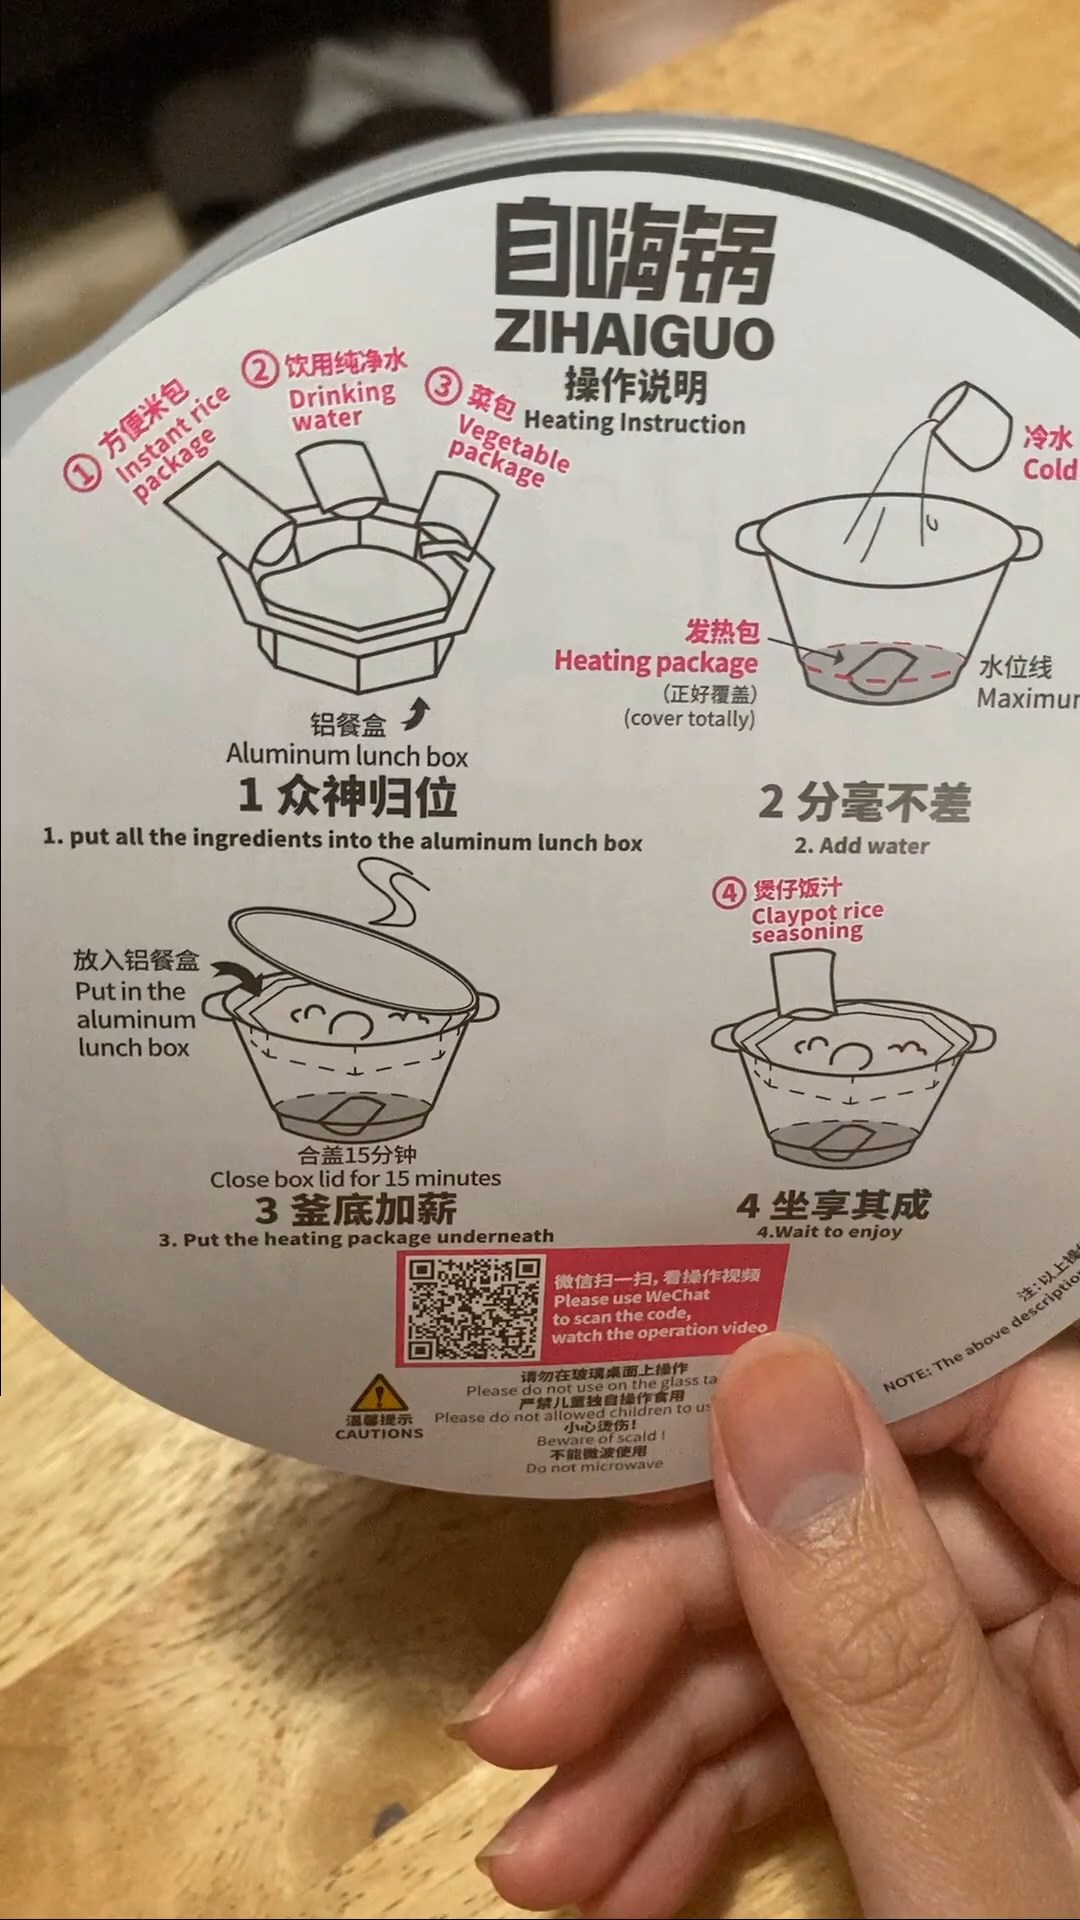 自嗨锅
ZIHAIGUO
操作说明
Heating Instruction
① 方便米包
Instant rice
package
② 饮用纯净水
Drinking
water
③ 菜包
Vegetable
package
铝餐盒
Aluminum lunch box
1 众神归位
1. put all the ingredients into the aluminum lunch box
冷水
Cold
发热包
Heating package
(正好覆盖)
(cover totally)
水位线
2 分毫不差
2. Add water
放入铝餐盒
Put in the
aluminum
lunch box
合盖15分钟
Close box lid for 15 minutes
3 釜底加薪
3. Put the heating package underneath
④ 煲仔饭汁
Claypot rice
seasoning
4 坐享其成
4.Wait to enjoy
微信扫一扫,看操作视频
Please use WeChat
to scan the code,
watch the operation video
温馨提示
CAUTIONS
请勿在玻璃桌面上操作
Please do not use on the glass
严禁儿童独自操作食用
Please do not allowed children to
小心烫伤!
Beware of scald !
不能微波使用
Do not microwave
注:以上
NOTE: The above